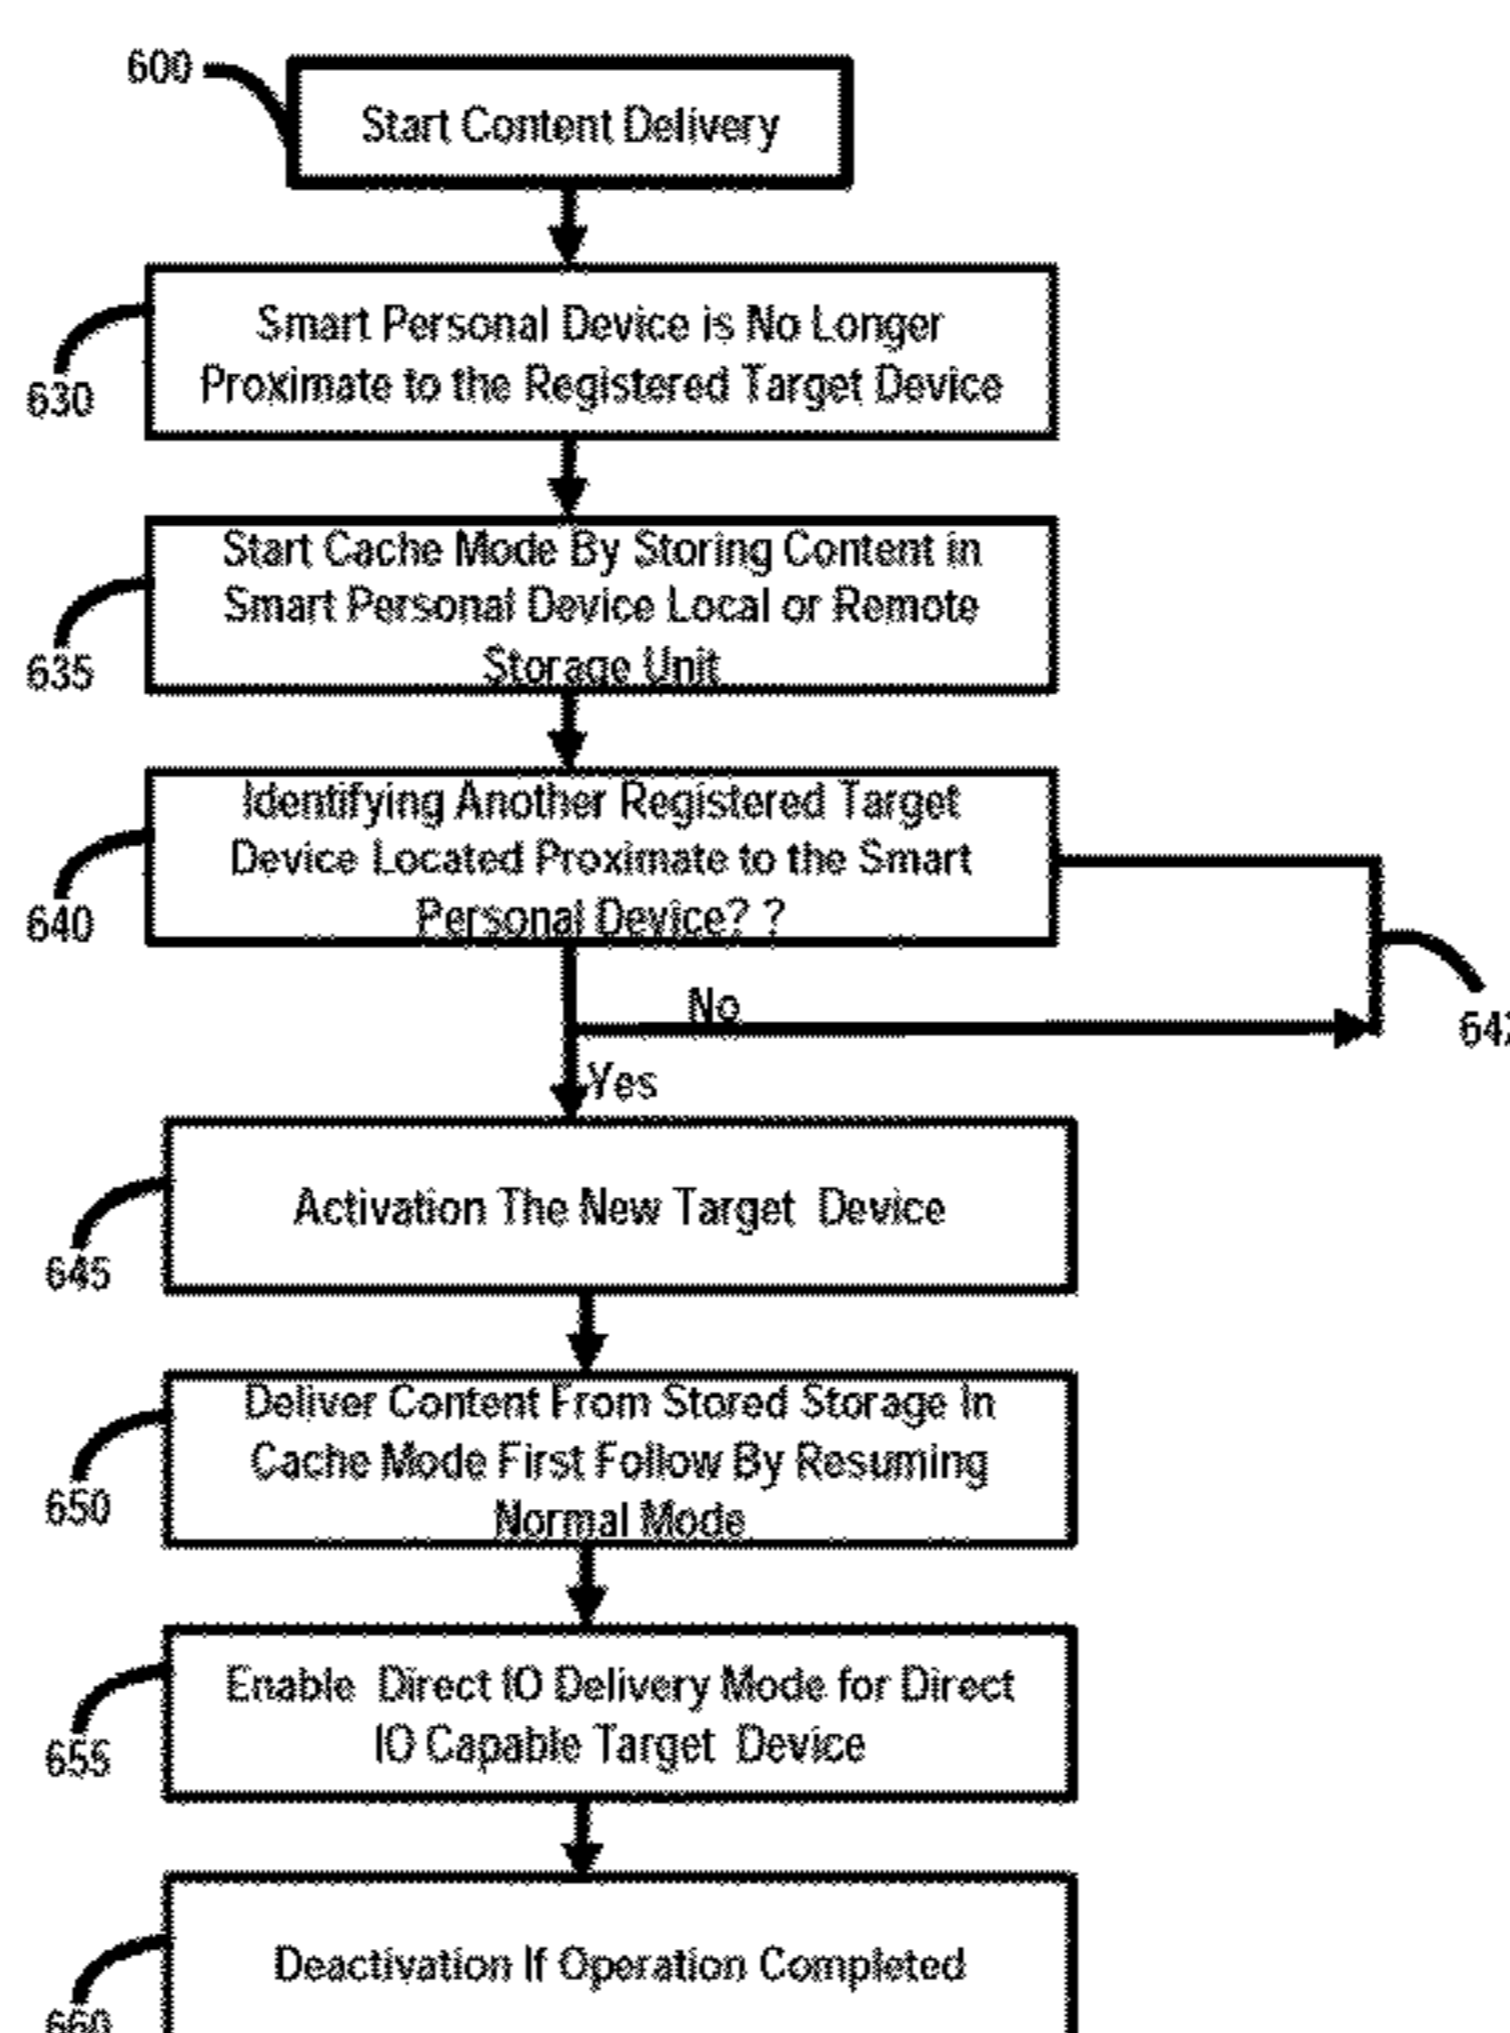 600
Start Content Delivery
630
Smart Personal Device is No Longer
Proximate to the Registered Target Device
635
Start Cache Mode By Storing Content in
Smart Personal Device Local or Remote
Storage Unit
640
Identifying Another Registered Target
Device Located Proximate to the Smart
Personal Device? ?
No
Yes
645
Activation The New Target Device
650
Deliver Content From Stored Storage In
Cache Mode First Follow By Resuming
Normal Mode
655
Enable Direct IO Delivery Mode for Direct
IO Capable Target Device
660
Deactivation If Operation Completed